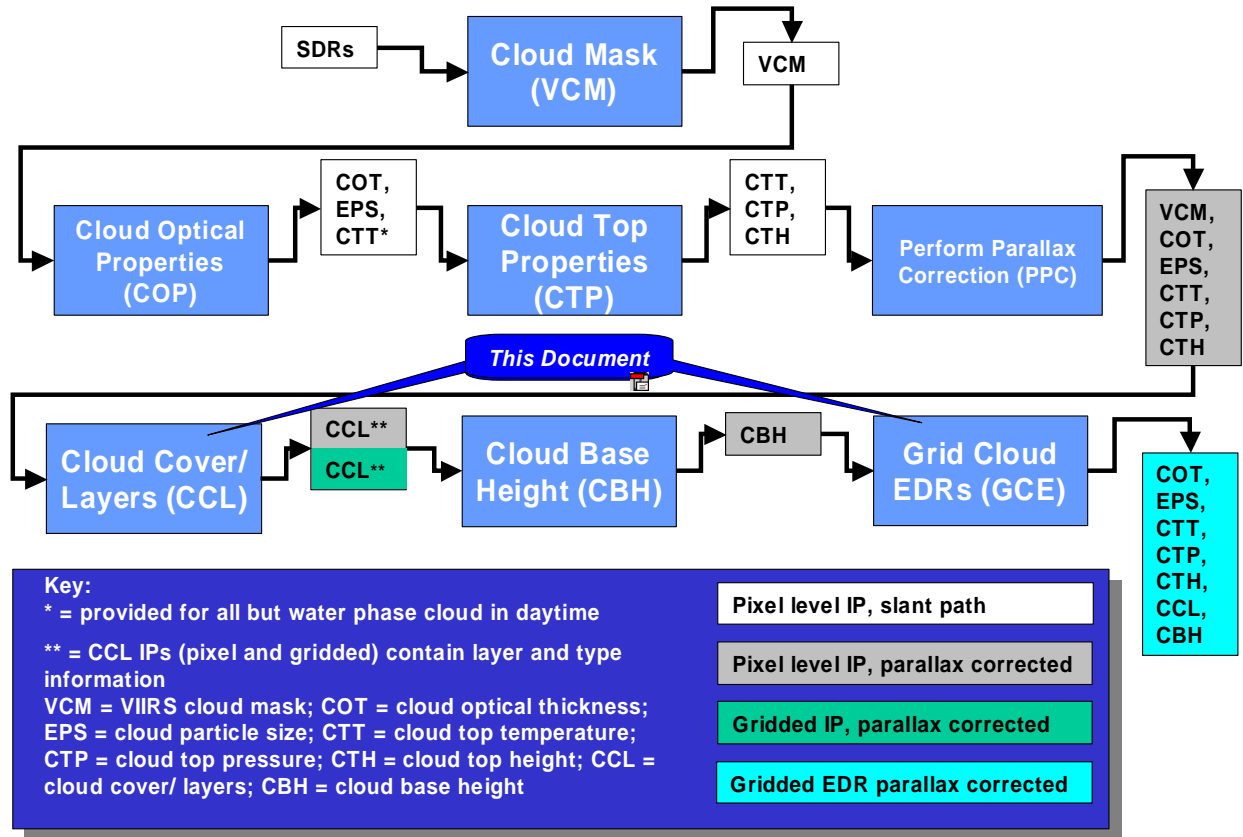 SDRs
Cloud Mask
(VCM)
VCM
Cloud Optical
Properties
(COP)
COT,
EPS,
CTT*
Cloud Top
Properties
(CTP)
CTT,
CTP,
CTH
Perform Parallax
Correction (PPC)
VCM,
COT,
EPS,
CTT,
CTP,
CTH
This Document
Cloud Cover/
Layers (CCL)
CCL**
CCL**
Cloud Base
Height (CBH)
CBH
Grid Cloud
EDRs (GCE)
COT,
EPS,
CTT,
CTP,
CTH,
CCL,
CBH
Key:
* = provided for all but water phase cloud in daytime
** = CCL IPs (pixel and gridded) contain layer and type
information
VCM = VIIRS cloud mask; COT = cloud optical thickness;
EPS = cloud particle size; CTT = cloud top temperature;
CTP = cloud top pressure; CTH = cloud top height; CCL =
cloud cover/ layers; CBH = cloud base height
Pixel level IP, slant path
Pixel level IP, parallax corrected
Gridded IP, parallax corrected
Gridded EDR parallax corrected